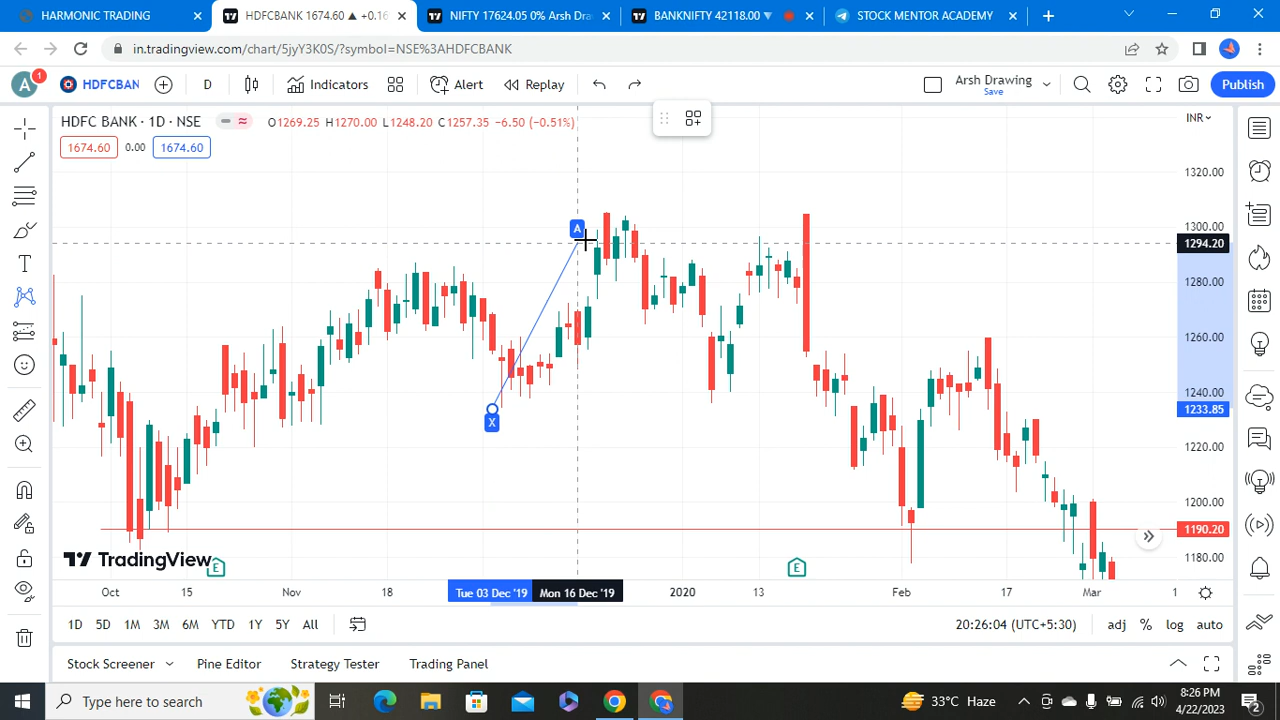 HARMONIC TRADING
HDFCBANK 1674.60 ▲ +0.16
NIFTY 17624.05 0% Arsh Dra
BANKNIFTY 42118.00 ▼
STOCK MENTOR ACADEMY
in.tradingview.com/chart/5jyY3K0S/?symbol=NSE%3AHDFCBANK
A
1
HDFCBAN
D
Indicators
Alert
Replay
Arsh Drawing
Save
Publish
HDFC BANK · 1D · NSE
O1269.25 H1270.00 L1248.20 C1257.35 −6.50 (−0.51%)
INR
1674.60
0.00
1674.60
1320.00
1300.00
A
1294.20
1280.00
1260.00
1240.00
1233.85
X
1220.00
1200.00
1190.20
1180.00
TradingView
E
E
Oct
15
Nov
18
Tue 03 Dec '19
Mon 16 Dec '19
2020
13
Feb
17
Mar
1
1D
5D
1M
3M
6M
YTD
1Y
5Y
All
20:26:04 (UTC+5:30)
adj
%
log
auto
Stock Screener
Pine Editor
Strategy Tester
Trading Panel
Type here to search
33°C Haze
8:26 PM
4/22/2023
2